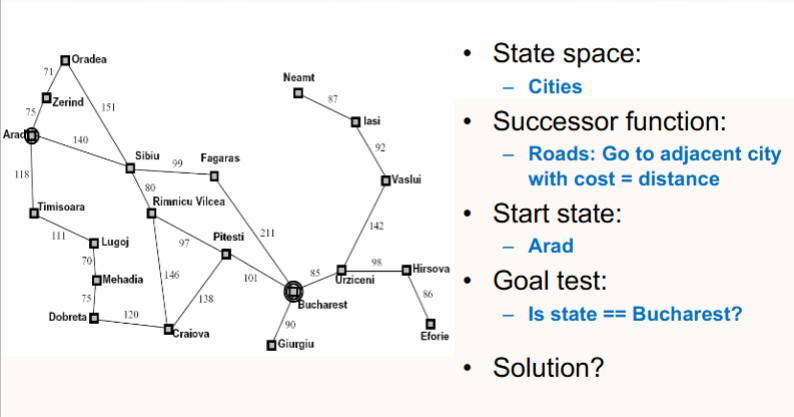 Oradea
71
Neamt
Zerind
87
151
75
Iasi
Arad
140
92
Sibiu
99
Fagaras
118
Vaslui
80
Timisoara
Rimnicu Vilcea
111
142
211
Lugoj
97
Pitesti
70
98
Hirsova
146
85
Mehadia
101
Urziceni
75
138
86
Bucharest
Dobreta
120
90
Craiova
Eforie
Giurgiu
• State space:
– Cities
• Successor function:
– Roads: Go to adjacent city
with cost = distance
• Start state:
– Arad
• Goal test:
– Is state == Bucharest?
• Solution?